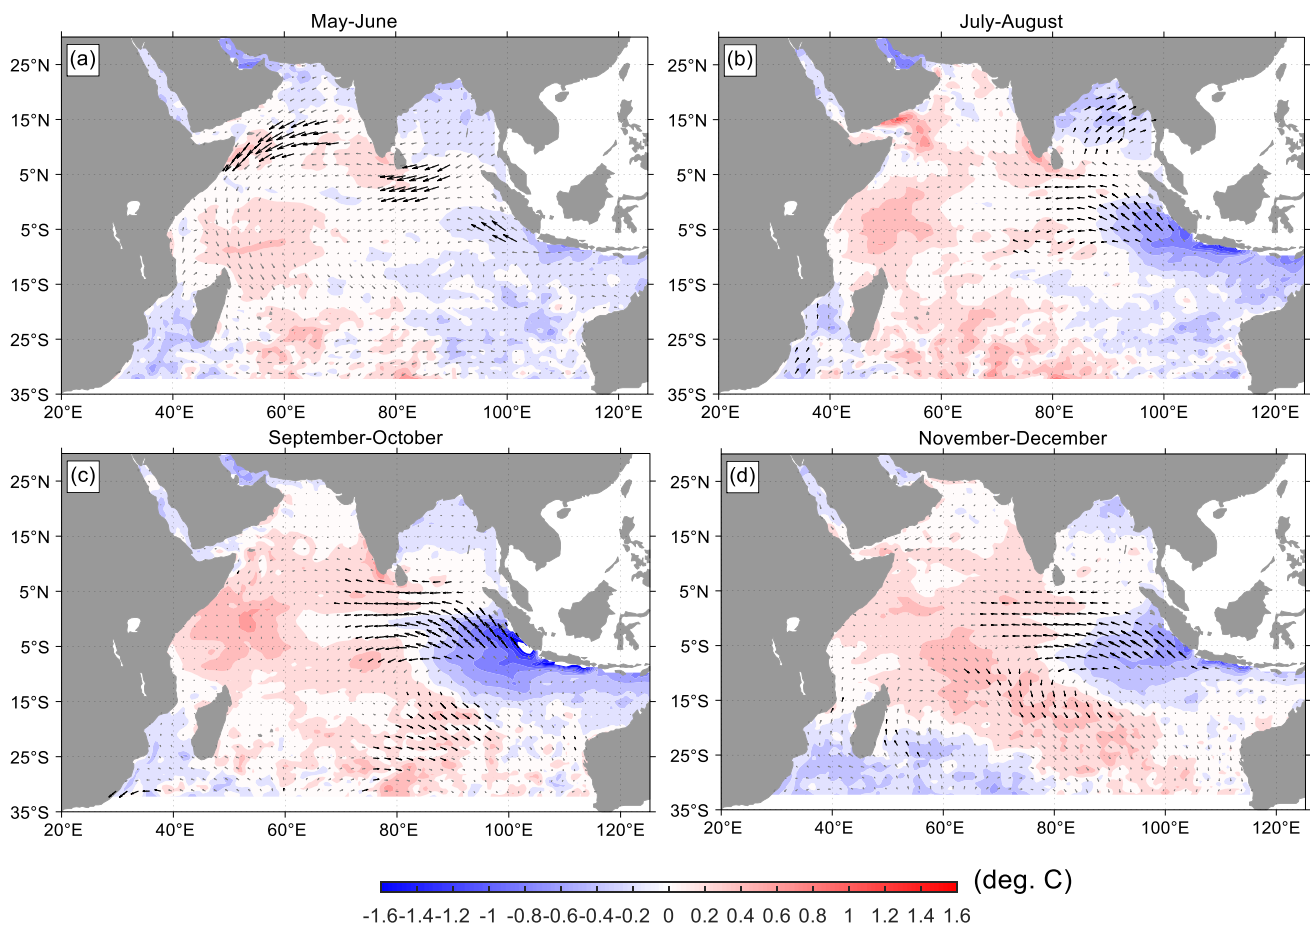 May-June
July-August
(a)
(b)
25°N
15°N
5°N
5°S
15°S
25°S
35°S
20°E 40°E 60°E 80°E 100°E 120°E
25°N
15°N
5°N
5°S
15°S
25°S
35°S
20°E 40°E 60°E 80°E 100°E 120°E
September-October
November-December
(c)
(d)
25°N
15°N
5°N
5°S
15°S
25°S
35°S
20°E 40°E 60°E 80°E 100°E 120°E
25°N
15°N
5°N
5°S
15°S
25°S
35°S
20°E 40°E 60°E 80°E 100°E 120°E
(deg. C)
-1.6 -1.4 -1.2 -1 -0.8 -0.6 -0.4 -0.2 0 0.2 0.4 0.6 0.8 1 1.2 1.4 1.6